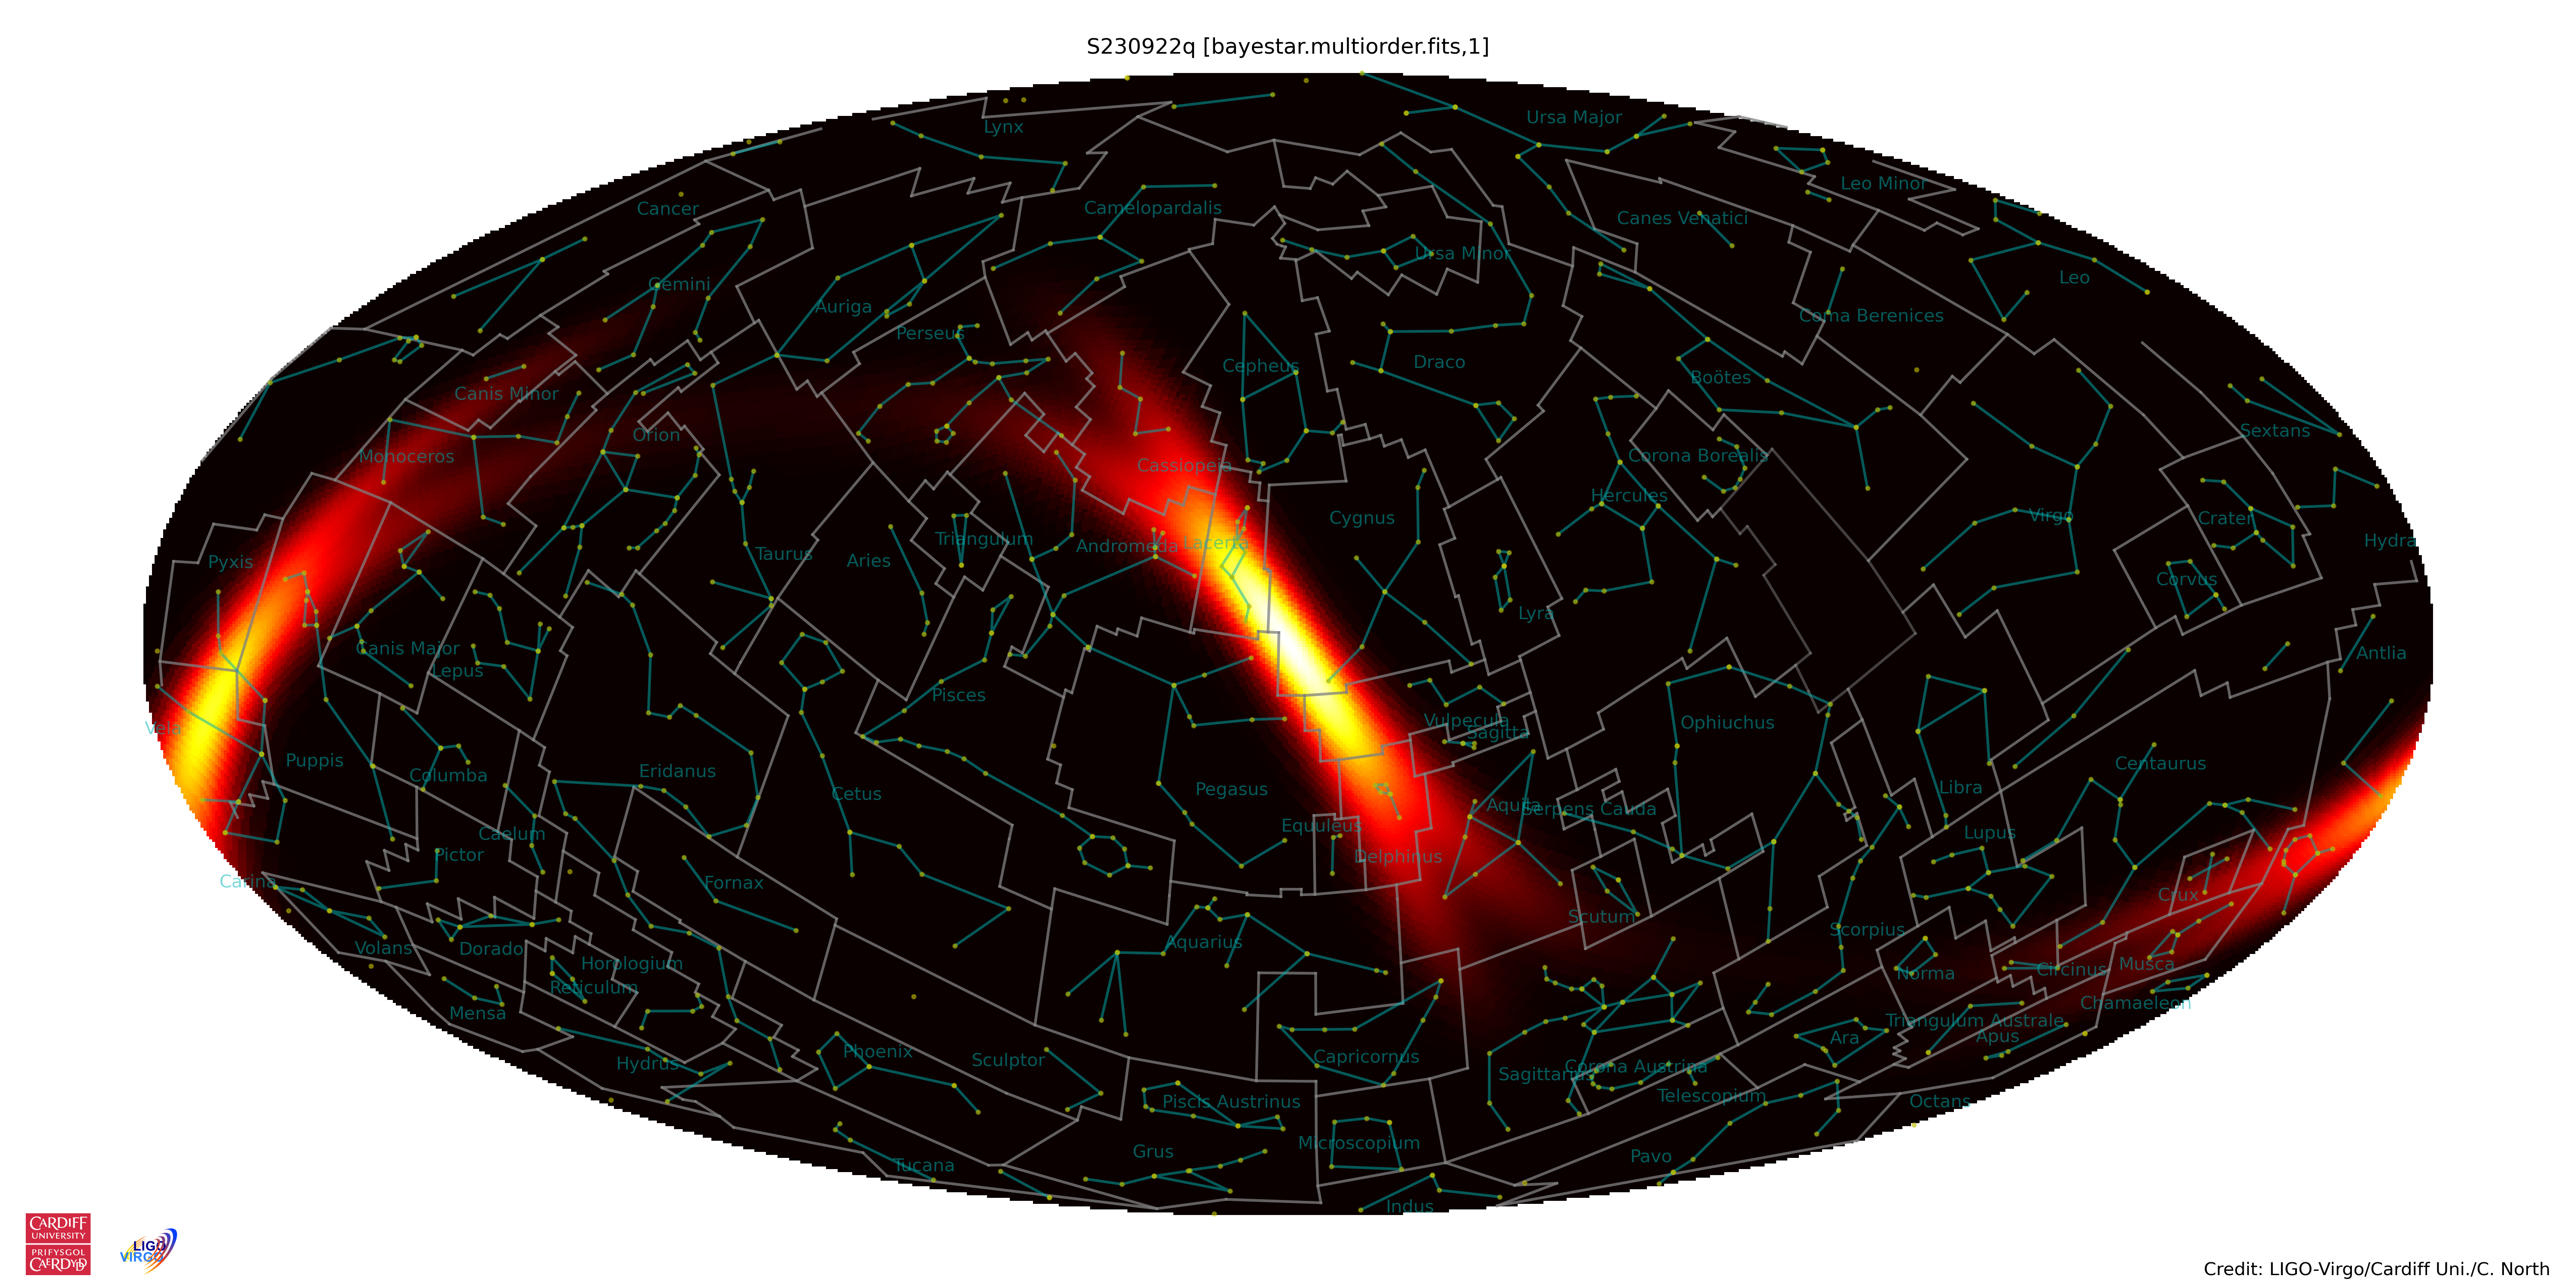 S230922q [bayestar.multiorder.fits,1]
Ursa Major
Lynx
Leo Minor
Cancer
Camelopardalis
Canes Venatici
Ursa Minor
Leo
Gemini
Auriga
Coma Berenices
Perseus
Cepheus
Draco
Boötes
Canis Minor
Sextans
Orion
Monoceros
Cassiopeia
Corona Borealis
Hercules
Cygnus
Virgo
Crater
Triangulum
Andromeda
Lacerta
Hydra
Taurus
Aries
Pyxis
Corvus
Lyra
Canis Major
Antlia
Lepus
Pisces
Vulpecula
Ophiuchus
Vela
Sagitta
Puppis
Centaurus
Eridanus
Columba
Pegasus
Libra
Cetus
Aquila
Serpens Cauda
Equuleus
Caelum
Lupus
Pictor
Delphinus
Carina
Fornax
Crux
Scutum
Scorpius
Aquarius
Volans
Dorado
Horologium
Musca
Circinus
Norma
Reticulum
Chamaeleon
Mensa
Triangulum Australe
Apus
Ara
Phoenix
Capricornus
Sculptor
Hydrus
Corona Austrina
Sagittarius
Telescopium
Piscis Austrinus
Octans
Microscopium
Grus
Pavo
Tucana
Indus
CARDIFF
UNIVERSITY
PRIFYSGOL
CAERDYDD
LIGO
VIRGO
Credit: LIGO-Virgo/Cardiff Uni./C. North